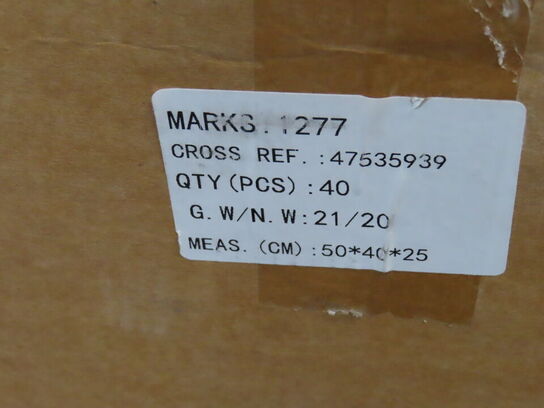 MARKS.:1277
CROSS REF.:47535939
QTY(PCS):40
G.W/N.W:21/20
MEAS.(CM):50*40*25